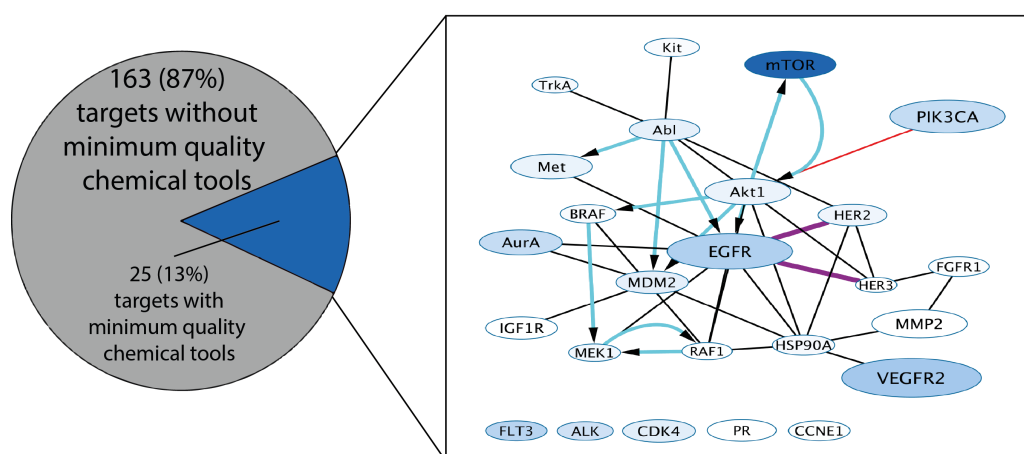 163 (87%)
targets without
minimum quality
chemical tools
25 (13%)
targets with
minimum quality
chemical tools
Kit
mTOR
TrkA
PIK3CA
Abl
Met
Akt1
BRAF
HER2
AurA
EGFR
FGFR1
MDM2
HER3
IGF1R
MMP2
MEK1
RAF1
HSP90A
VEGFR2
FLT3
ALK
CDK4
PR
CCNE1